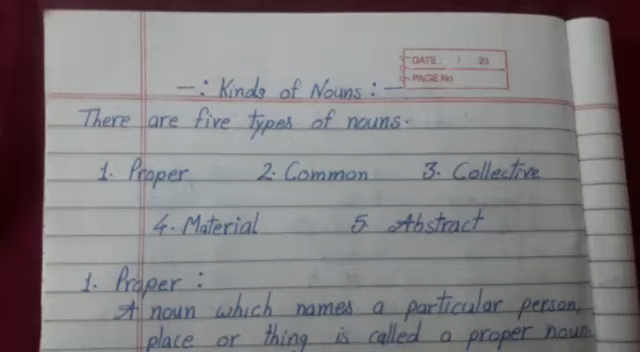 DATE: / 20
PAGE No.
-: Kinds of Nouns :-
There are five types of nouns.
1. Proper 2. Common 3. Collective
4. Material 5. Abstract
1. Proper :
A noun which names a particular person,
place or thing is called a proper noun